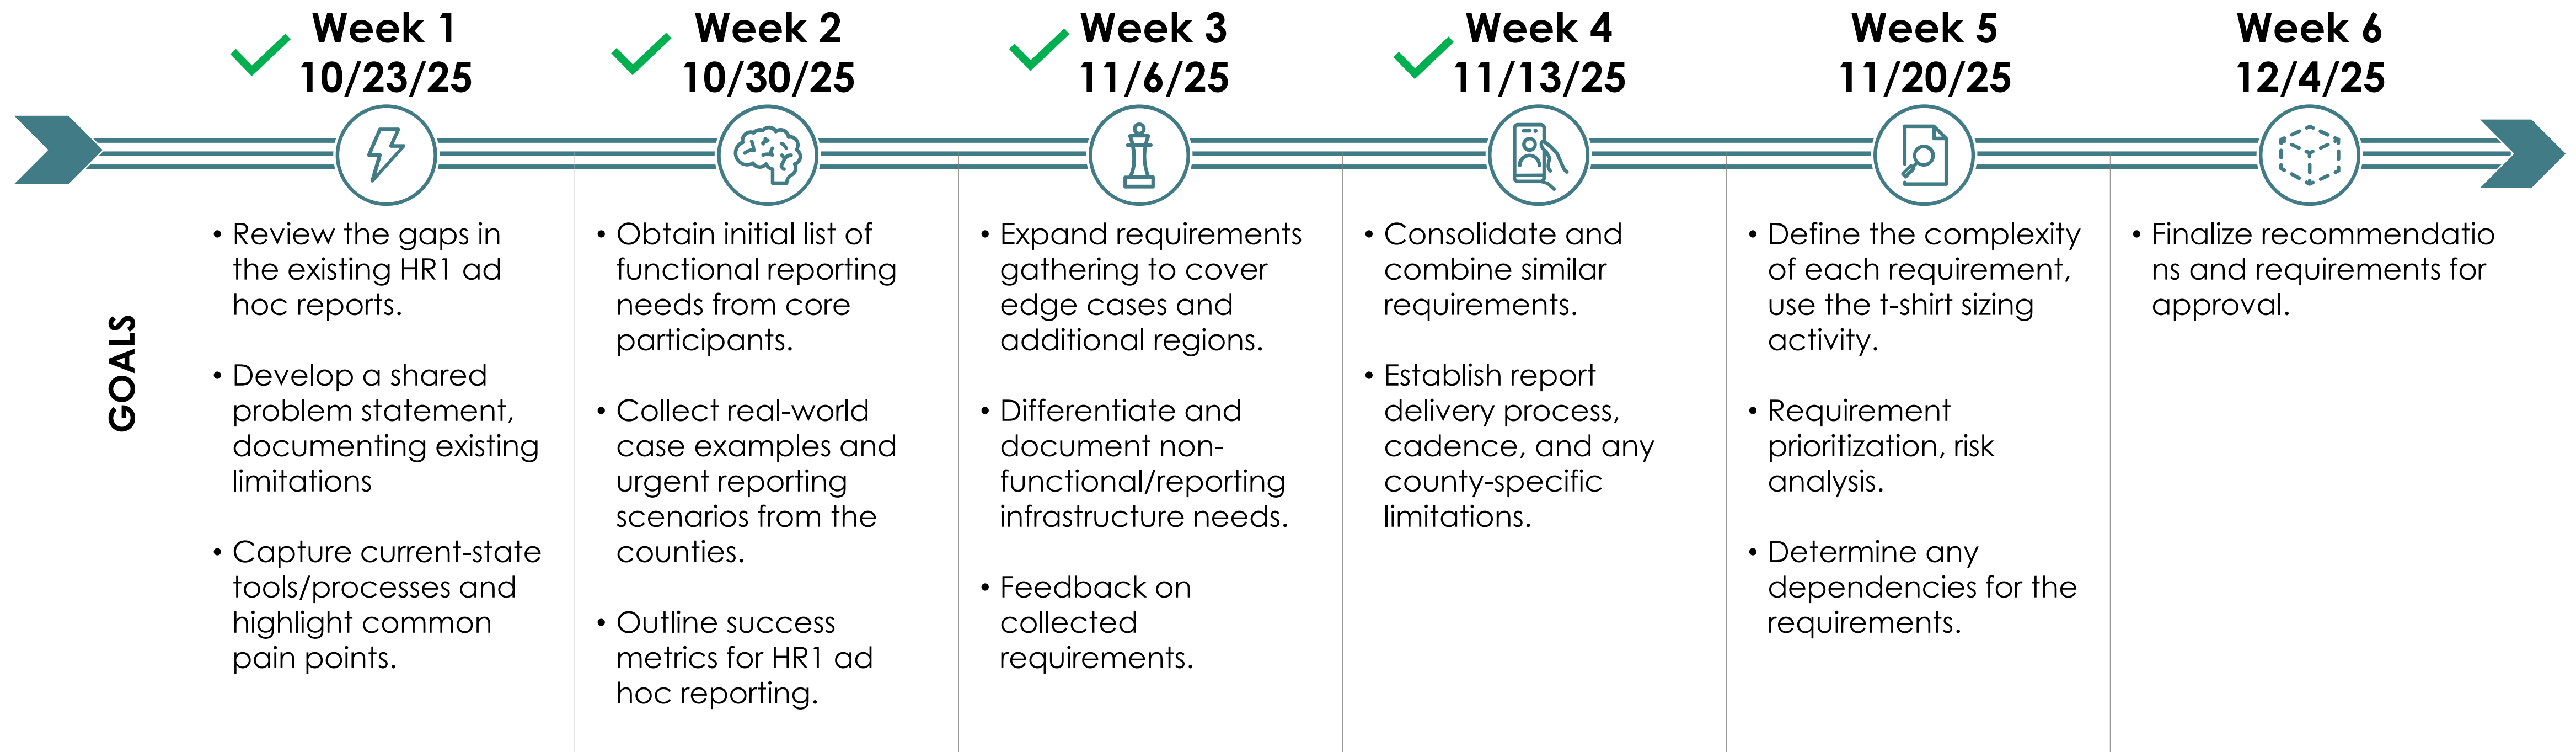 Week 1
10/23/25
Week 2
10/30/25
Week 3
11/6/25
Week 4
11/13/25
Week 5
11/20/25
Week 6
12/4/25
GOALS
• Review the gaps in
the existing HR1 ad
hoc reports.
• Develop a shared
problem statement,
documenting existing
limitations
• Capture current-state
tools/processes and
highlight common
pain points.
• Obtain initial list of
functional reporting
needs from core
participants.
• Collect real-world
case examples and
urgent reporting
scenarios from the
counties.
• Outline success
metrics for HR1 ad
hoc reporting.
• Expand requirements
gathering to cover
edge cases and
additional regions.
• Differentiate and
document non-
functional/reporting
infrastructure needs.
• Feedback on
collected
requirements.
• Consolidate and
combine similar
requirements.
• Establish report
delivery process,
cadence, and any
county-specific
limitations.
• Define the complexity
of each requirement,
use the t-shirt sizing
activity.
• Requirement
prioritization, risk
analysis.
• Determine any
dependencies for the
requirements.
• Finalize recommendatio
ns and requirements for
approval.